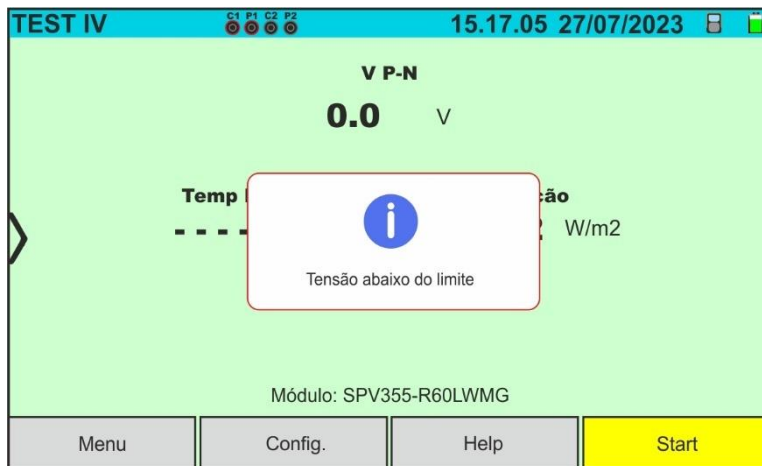 TEST IV C1 P1 C2 P2 15.17.05 27/07/2023
V P-N
0.0 V
Temp ção
- - - - W/m2
Tensão abaixo do limite
Módulo: SPV355-R60LWMG
Menu Config. Help Start